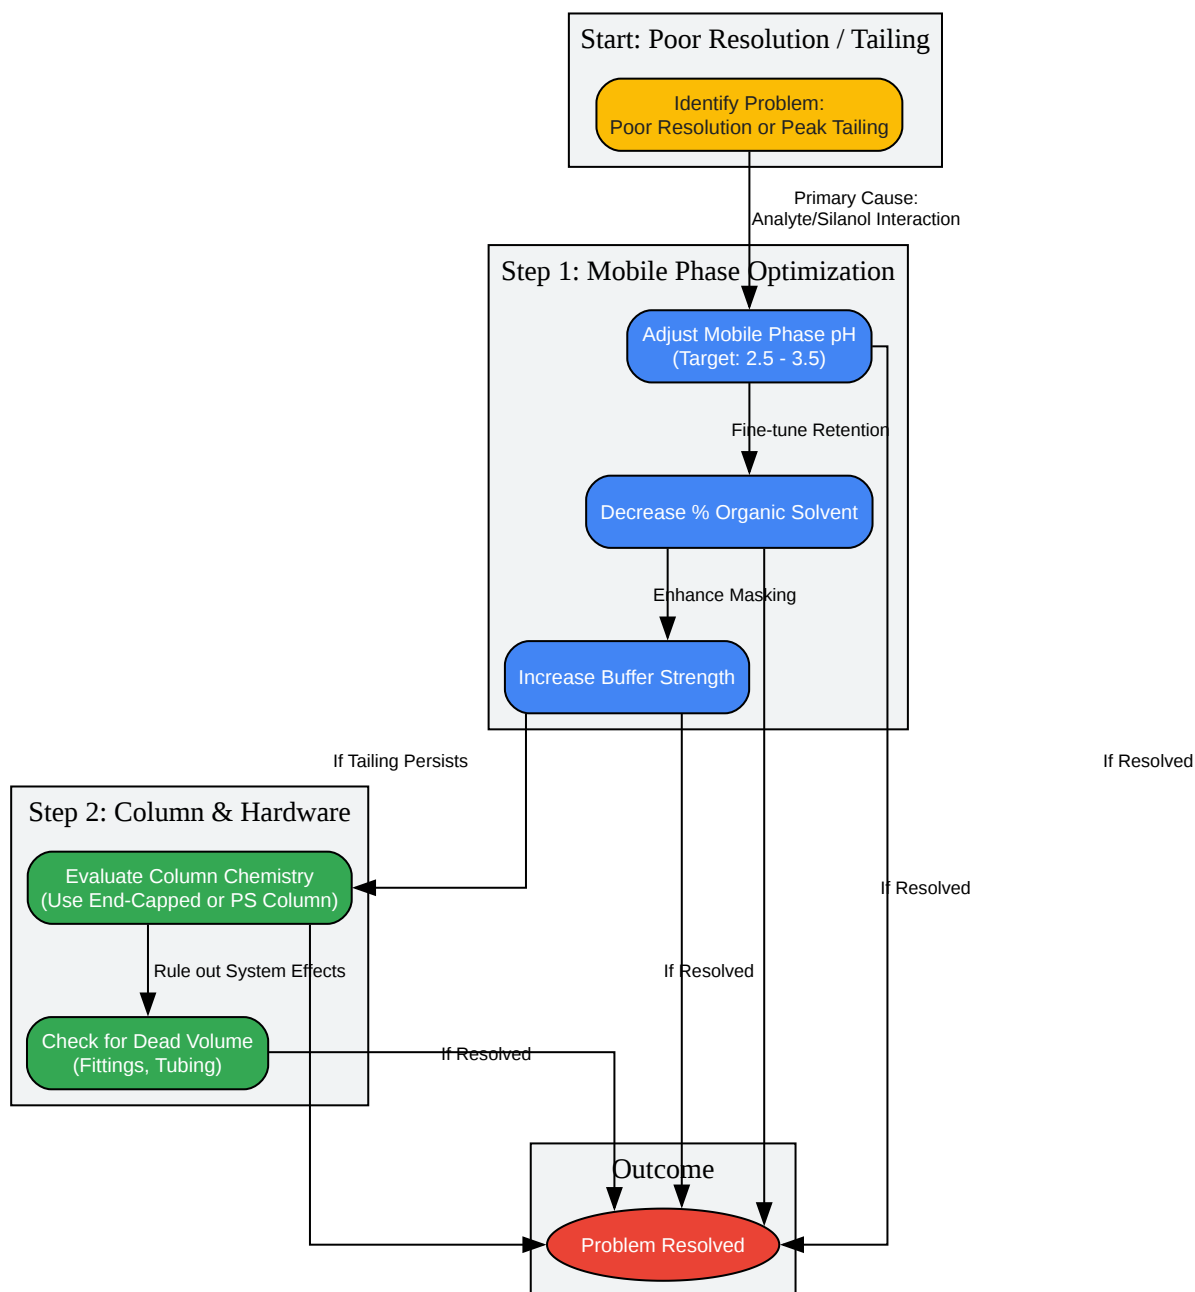 Start: Poor Resolution / Tailing
Identify Problem:
Poor Resolution or Peak Tailing
Primary Cause:
Analyte/Silanol Interaction
Step 1: Mobile Phase Optimization
Adjust Mobile Phase pH
(Target: 2.5 - 3.5)
Fine-tune Retention
Decrease % Organic Solvent
Enhance Masking
Increase Buffer Strength
If Tailing Persists
If Resolved
Step 2: Column & Hardware
Evaluate Column Chemistry
(Use End-Capped or PS Column)
If Resolved
Rule out System Effects
If Resolved
Check for Dead Volume
(Fittings, Tubing)
If Resolved
Outcome
Problem Resolved